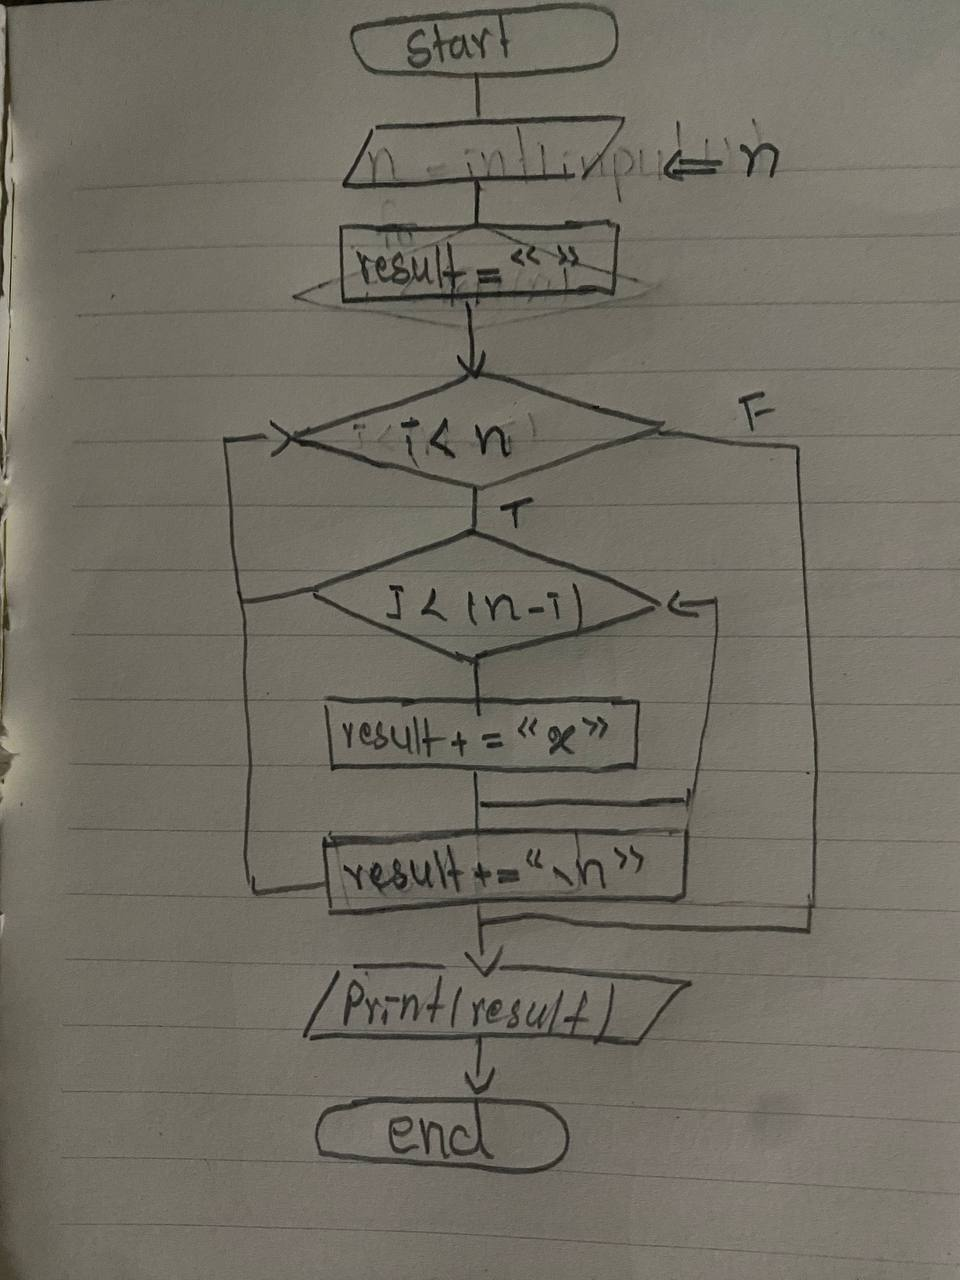 Start
n = int(input ⇐ n
result = “ ”
i < n
F
T
J < (n-i)
result + = “x”
result += “\n”
Print(result)
end